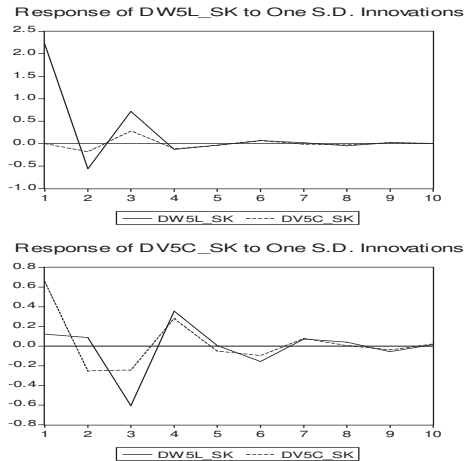 Response of DW5L_SK to One S.D. Innovations
2.5
2.0
1.5
1.0
0.5
0.0
-0.5
-1.0
1 2 3 4 5 6 7 8 9 10
DW5L_SK DV5C_SK
Response of DV5C_SK to One S.D. Innovations
0.8
0.6
0.4
0.2
0.0
-0.2
-0.4
-0.6
-0.8
1 2 3 4 5 6 7 8 9 10
DW5L_SK DV5C_SK